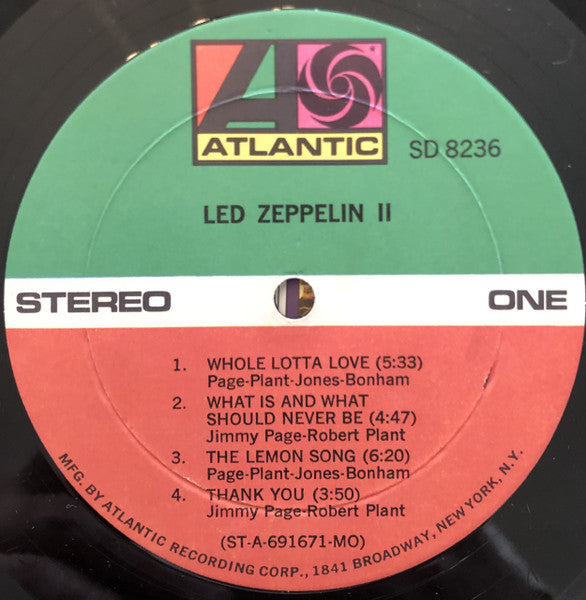 ATLANTIC
SD 8236
LED ZEPPELIN II
STEREO
ONE
1. WHOLE LOTTA LOVE (5:33)
Page-Plant-Jones-Bonham
2. WHAT IS AND WHAT
SHOULD NEVER BE (4:47)
Jimmy Page-Robert Plant
3. THE LEMON SONG (6:20)
Page-Plant-Jones-Bonham
4. THANK YOU (3:50)
Jimmy Page-Robert Plant
(ST-A-691671-MO)
MFG. BY ATLANTIC RECORDING CORP., 1841 BROADWAY, NEW YORK, N.Y.